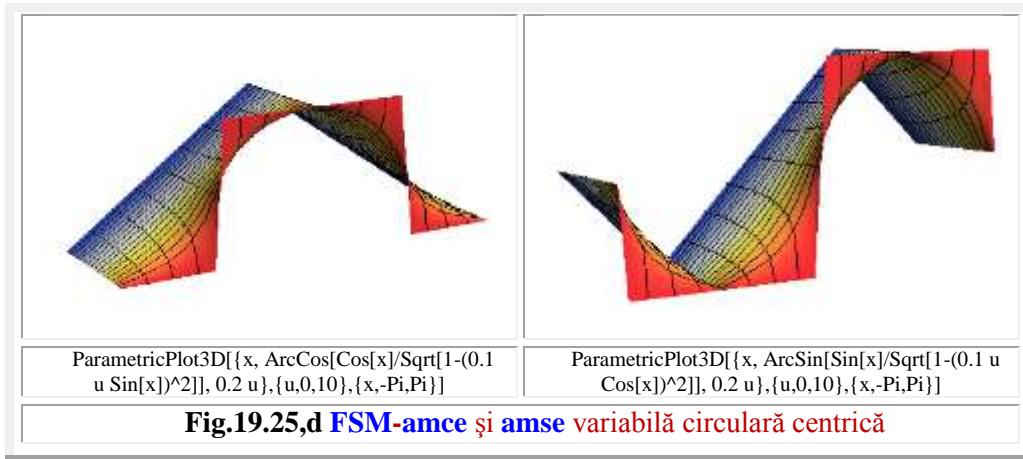 ParametricPlot3D[{x, ArcCos[Cos[x]/Sqrt[1-(0.1
u Sin[x])^2]], 0.2 u},{u,0,10},{x,-Pi,Pi}]
ParametricPlot3D[{x, ArcSin[Sin[x]/Sqrt[1-(0.1 u
Cos[x])^2]], 0.2 u},{u,0,10},{x,-Pi,Pi}]
Fig.19.25,d FSM-amce şi amse variabilă circulară centrică